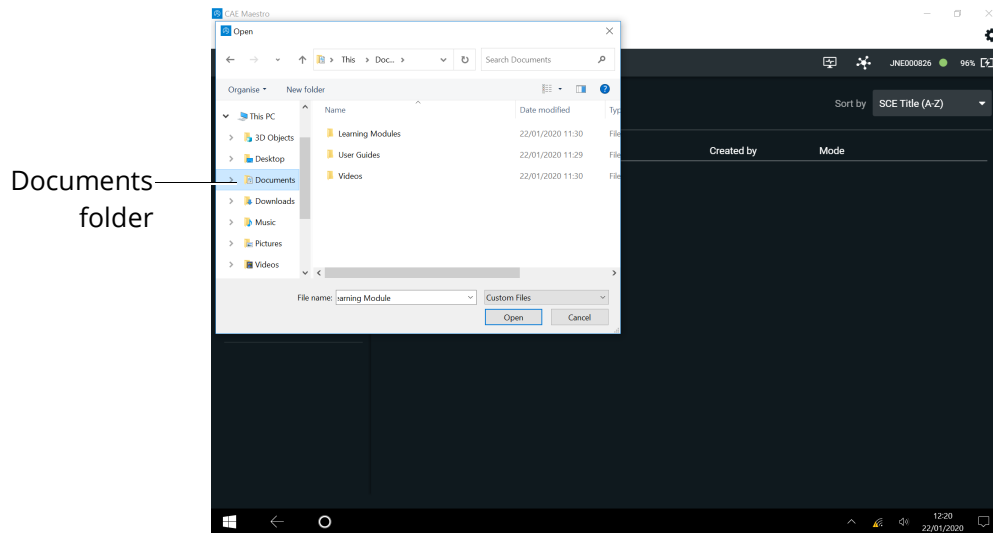 CAE Maestro
Open
This > Doc... >
Search Documents
Organise
New folder
JNE000826
96%
Sort by
SCE Title (A-Z)
Name
Date modified
Typ
This PC
3D Objects
Desktop
Documents
Downloads
Music
Pictures
Videos
Learning Modules
22/01/2020 11:30
File
User Guides
22/01/2020 11:29
File
Videos
22/01/2020 11:30
File
Created by
Mode
Documents
folder
File name:
earning Module
Custom Files
Open
Cancel
12:20
22/01/2020